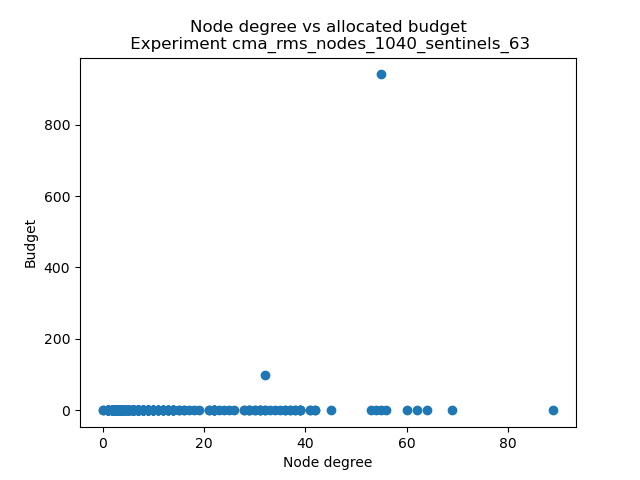 Node degree vs allocated budget
Experiment cma_rms_nodes_1040_sentinels_63
Budget
800
600
400
200
0
0 20 40 60 80
Node degree